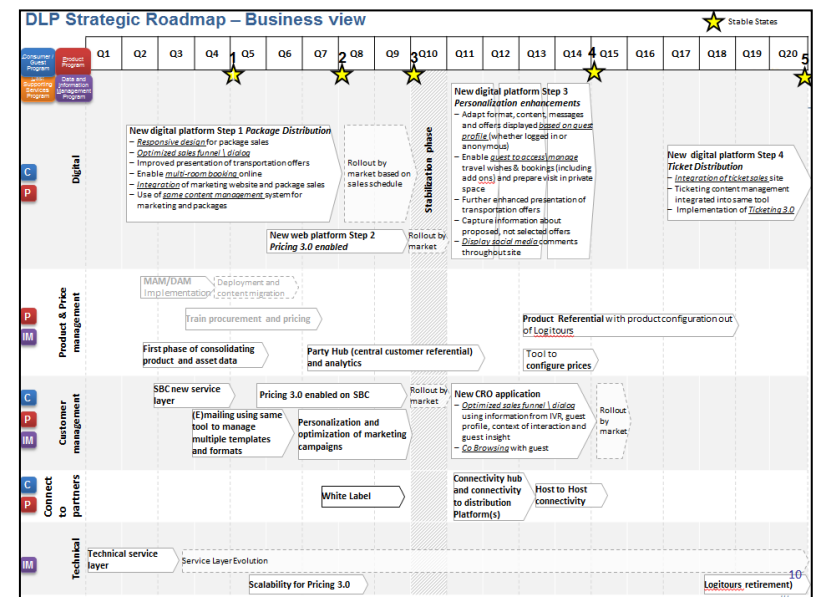 DLP Strategic Roadmap – Business view
Stable States
Consumer / Guest Program
Product Program
Supporting Services Program
Data and Information Management Program
Q1 Q2 Q3 Q4 Q5 Q6 Q7 Q8 Q9 Q10 Q11 Q12 Q13 Q14 Q15 Q16 Q17 Q18 Q19 Q20
1 2 3 4 5
C
P
Digital
New digital platform Step 1 Package Distribution
– Responsive design for package sales
– Optimized sales funnel \ dialog
– Improved presentation of transportation offers
– Enable multi-room booking online
– Integration of marketing website and package sales
– Use of same content management system for
marketing and packages
Rollout by
market based on
sales schedule
New web platform Step 2
Pricing 3.0 enabled
Rollout by
market
Stabilization phase
New digital platform Step 3
Personalization enhancements
– Adapt format, content, messages
and offers displayed based on guest
profile (whether logged in or
anonymous)
– Enable guest to access\manage
travel wishes & bookings (including
add ons) and prepare visit in private
space
– Further enhanced presentation of
transportation offers
– Capture information about
proposed, not selected offers
– Display social media comments
throughout site
New digital platform Step 4
Ticket Distribution
– Integration of ticket sales site
– Ticketing content management
integrated into same tool
– Implementation of Ticketing 3.0
P
IM
Product & Price
management
MAM/DAM
Implementation
Deployment and
content migration
Train procurement and pricing
First phase of consolidating
product and asset data
Party Hub (central customer referential)
and analytics
Product Referential with product configuration out
of Logitours
Tool to
configure prices
C
P
IM
Customer
management
SBC new service
layer
Pricing 3.0 enabled on SBC
Rollout by
market
(E)mailing using same
tool to manage
multiple templates
and formats
Personalization and
optimization of marketing
campaigns
New CRO application
– Optimized sales funnel \ dialog
using information from IVR, guest
profile, context of interaction and
guest insight
– Co Browsing with guest
Rollout
by
market
C
P
Connect
to
partners
White Label
Connectivity hub
and connectivity
to distribution
Platform(s)
Host to Host
connectivity
IM
Technical
Technical service
layer
Service Layer Evolution
Scalability for Pricing 3.0
Logitours retirement)
10